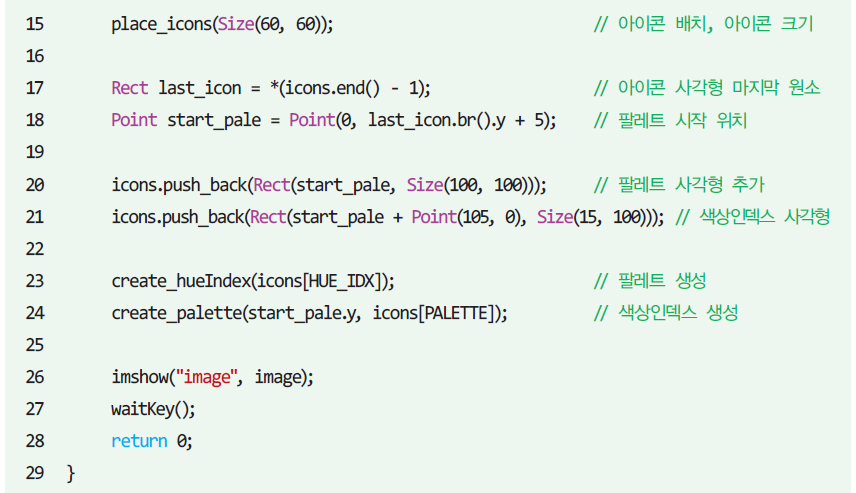 15 place_icons(Size(60, 60)); // 아이콘 배치, 아이콘 크기
16
17 Rect last_icon = *(icons.end() - 1); // 아이콘 사각형 마지막 원소
18 Point start_pale = Point(0, last_icon.br().y + 5); // 팔레트 시작 위치
19
20 icons.push_back(Rect(start_pale, Size(100, 100))); // 팔레트 사각형 추가
21 icons.push_back(Rect(start_pale + Point(105, 0), Size(15, 100))); // 색상인덱스 사각형
22
23 create_hueIndex(icons[HUE_IDX]); // 팔레트 생성
24 create_palette(start_pale.y, icons[PALETTE]); // 색상인덱스 생성
25
26 imshow("image", image);
27 waitKey();
28 return 0;
29 }